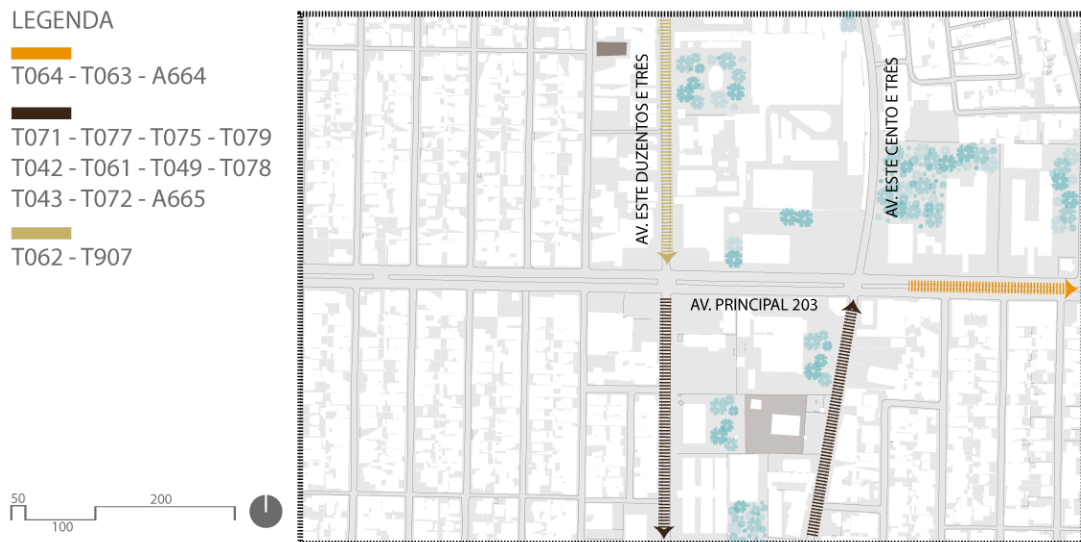 LEGENDA
T064 - T063 - A664
T071 - T077 - T075 - T079
T042 - T061 - T049 - T078
T043 - T072 - A665
T062 - T907
50
200
100
AV. ESTE DUZENTOS E TRÊS
AV. ESTE CENTO E TRÊS
AV. PRINCIPAL 203